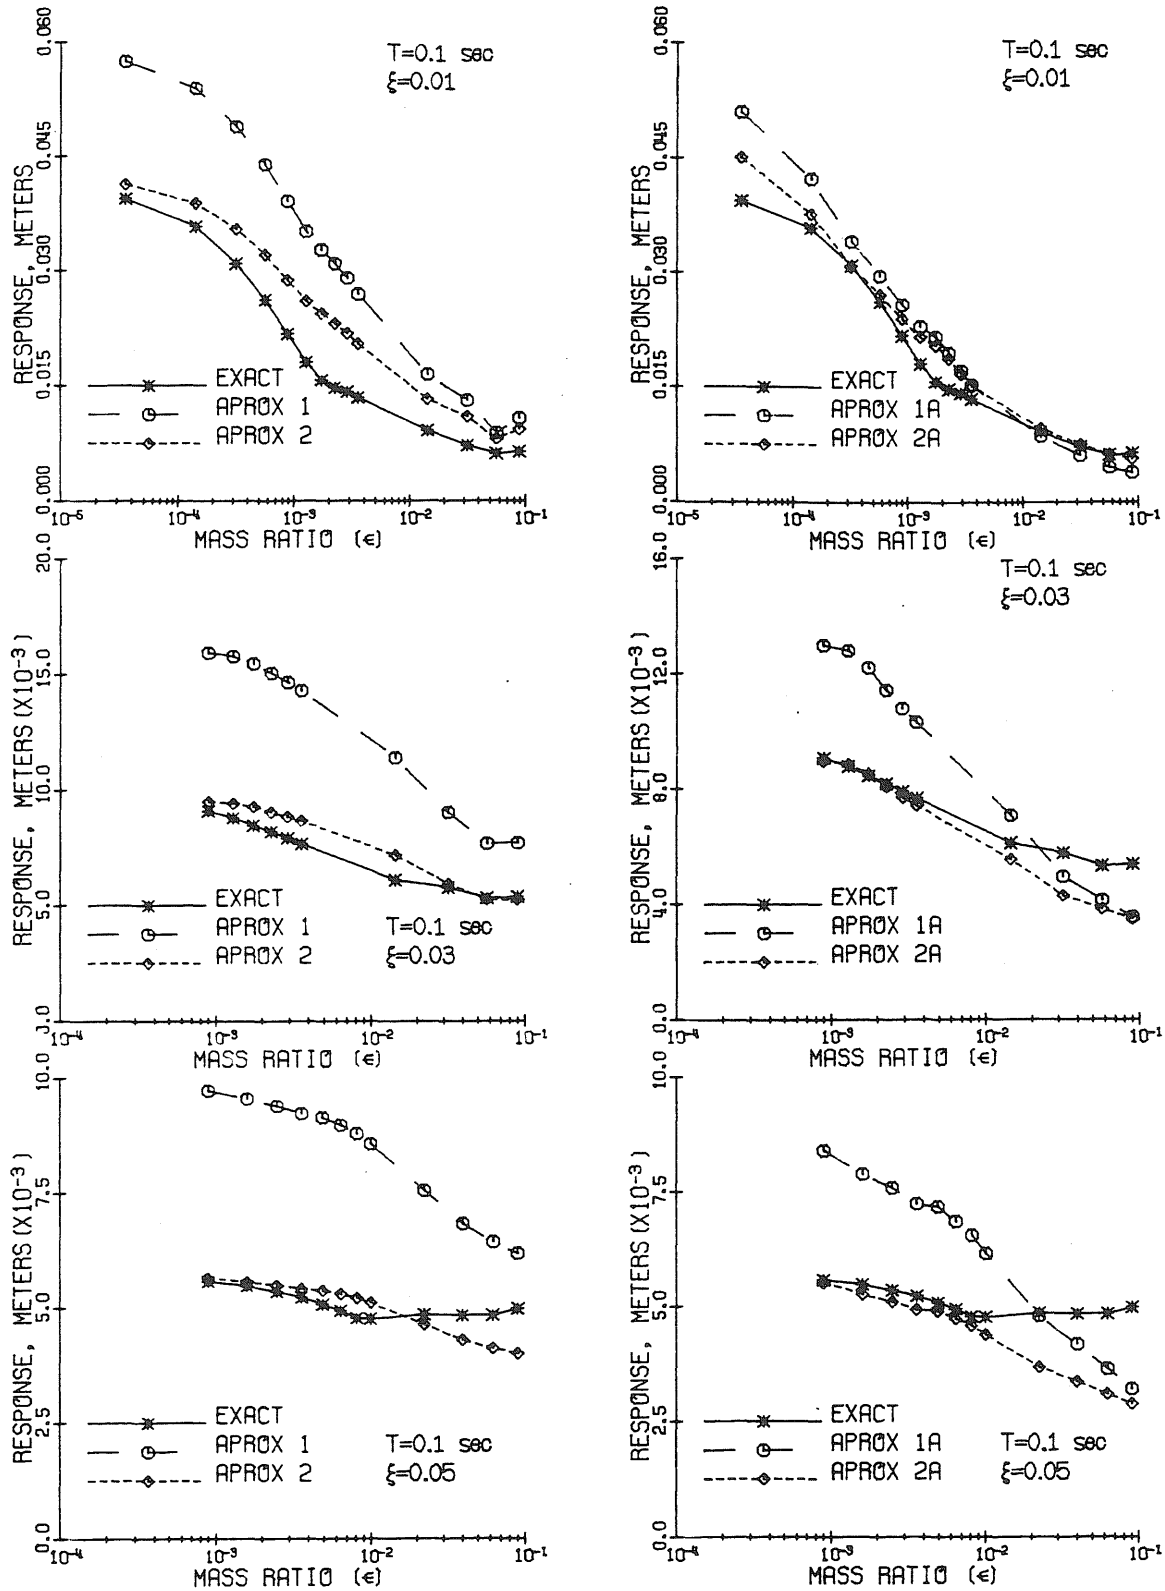 T=0.1 sec
ξ=0.01
RESPONSE, METERS
0.060
0.045
0.030
0.015
0.000
EXACT
APROX 1
APROX 2
10⁻⁵ 10⁻⁴ 10⁻³ 10⁻² 10⁻¹
MASS RATIO (ϵ)
T=0.1 sec
ξ=0.01
RESPONSE, METERS
0.060
0.045
0.030
0.015
0.000
EXACT
APROX 1A
APROX 2A
10⁻⁵ 10⁻⁴ 10⁻³ 10⁻² 10⁻¹
MASS RATIO (ϵ)
RESPONSE, METERS (X10⁻³)
20.0
15.0
10.0
5.0
0.0
EXACT
APROX 1
APROX 2
T=0.1 sec
ξ=0.03
10⁻⁴ 10⁻³ 10⁻² 10⁻¹
MASS RATIO (ϵ)
T=0.1 sec
ξ=0.03
RESPONSE, METERS (X10⁻³)
16.0
12.0
8.0
4.0
0.0
EXACT
APROX 1A
APROX 2A
10⁻⁴ 10⁻³ 10⁻² 10⁻¹
MASS RATIO (ϵ)
RESPONSE, METERS (X10⁻³)
10.0
7.5
5.0
2.5
0.0
EXACT
APROX 1
APROX 2
T=0.1 sec
ξ=0.05
10⁻⁴ 10⁻³ 10⁻² 10⁻¹
MASS RATIO (ϵ)
RESPONSE, METERS (X10⁻³)
10.0
7.5
5.0
2.5
0.0
EXACT
APROX 1A
APROX 2A
T=0.1 sec
ξ=0.05
10⁻⁴ 10⁻³ 10⁻² 10⁻¹
MASS RATIO (ϵ)